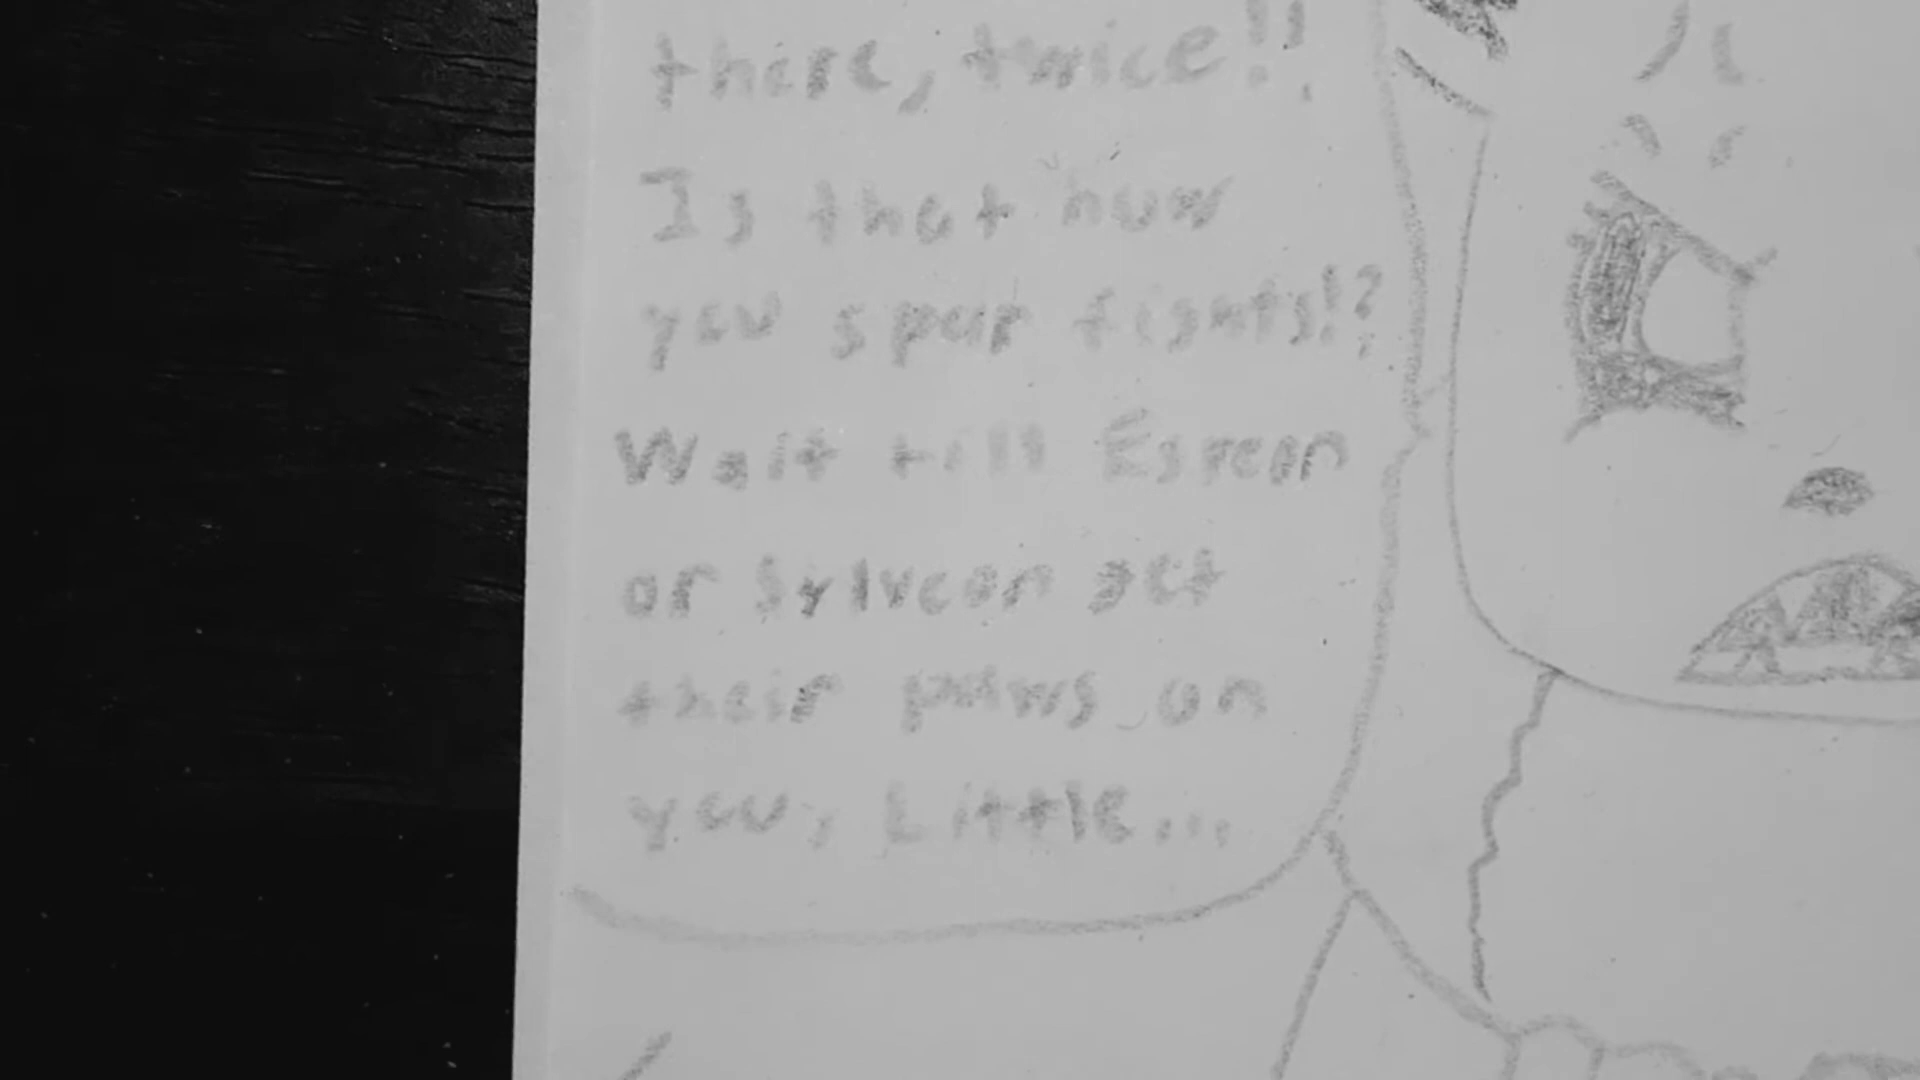 there, twice!!
Is that how
you spar fights!?
Wait till Espeon
or Sylveon get
their paws on
you, Little...